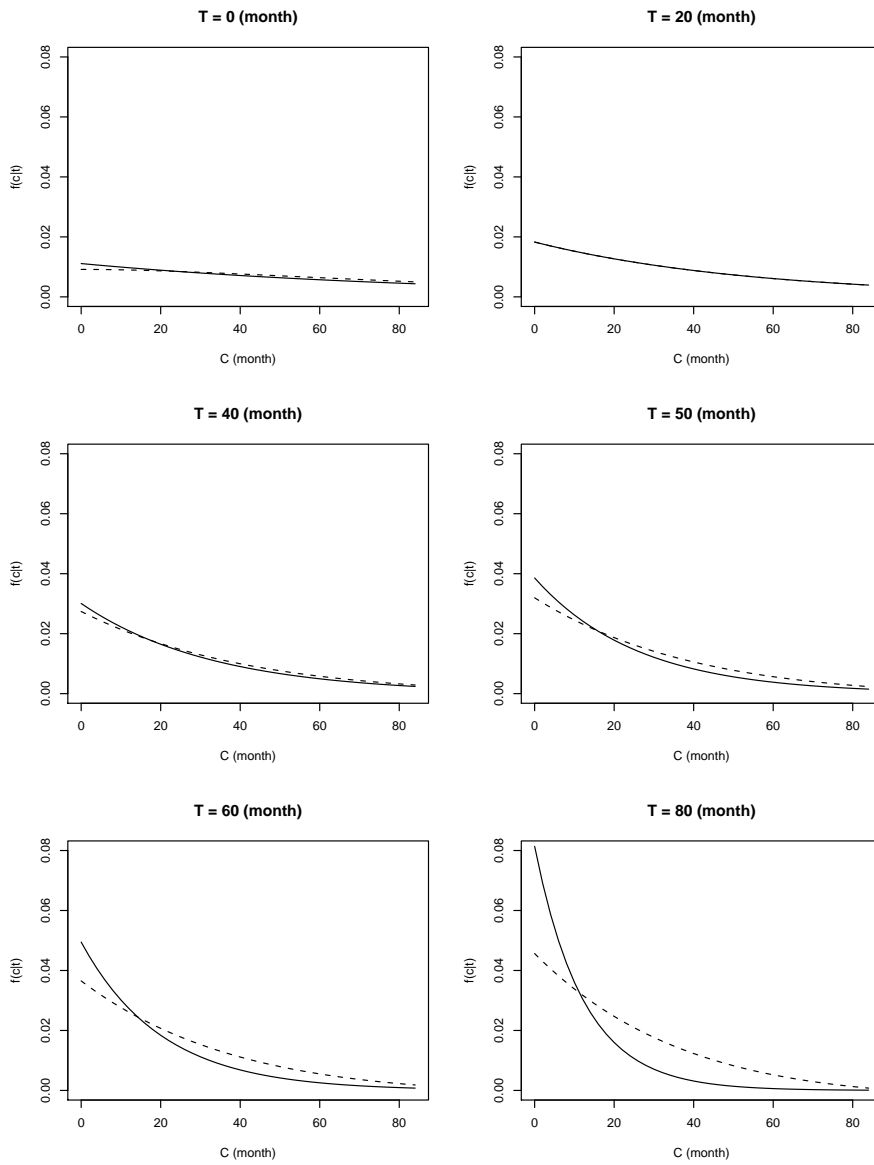 T = 0 (month)
f(c|t)
0.00 0.02 0.04 0.06 0.08
0 20 40 60 80
C (month)
T = 20 (month)
f(c|t)
0.00 0.02 0.04 0.06 0.08
0 20 40 60 80
C (month)
T = 40 (month)
f(c|t)
0.00 0.02 0.04 0.06 0.08
0 20 40 60 80
C (month)
T = 50 (month)
f(c|t)
0.00 0.02 0.04 0.06 0.08
0 20 40 60 80
C (month)
T = 60 (month)
f(c|t)
0.00 0.02 0.04 0.06 0.08
0 20 40 60 80
C (month)
T = 80 (month)
f(c|t)
0.00 0.02 0.04 0.06 0.08
0 20 40 60 80
C (month)